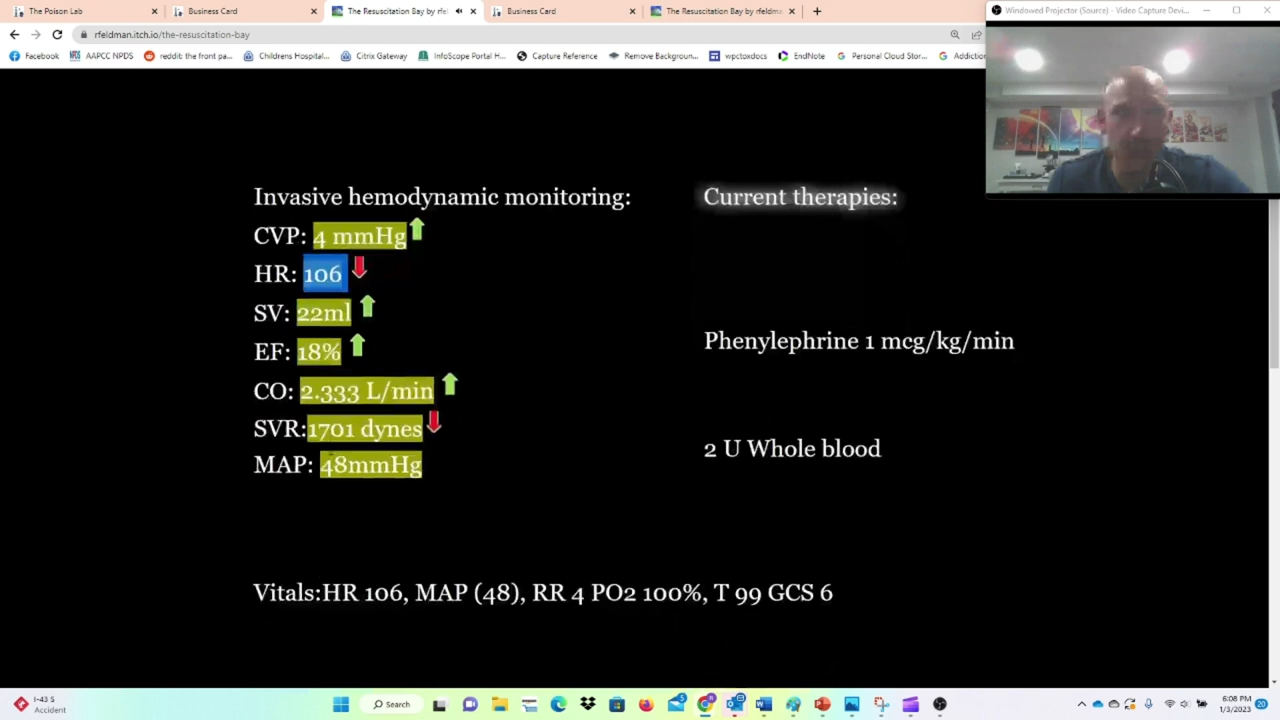 The Poison Lab
Business Card
The Resuscitation Bay by rfel
Business Card
The Resuscitation Bay by rfeldma
Windowed Projector (Source) - Video Capture Devi...
rfeldman.itch.io/the-resuscitation-bay
Facebook
AAPCC NPDS
reddit: the front pa...
Childrens Hospital...
Citrix Gateway
InfoScope Portal H...
Capture Reference
Remove Backgroun...
wpctoxdocs
EndNote
Personal Cloud Stor...
Addiction
Invasive hemodynamic monitoring:
CVP: 4 mmHg
HR: 106
SV: 22ml
EF: 18%
CO: 2.333 L/min
SVR:1701 dynes
MAP: 48mmHg
Current therapies:
Phenylephrine 1 mcg/kg/min
2 U Whole blood
Vitals:HR 106, MAP (48), RR 4 PO2 100%, T 99 GCS 6
I-43 S
Accident
Search
6:08 PM
1/3/2023
20